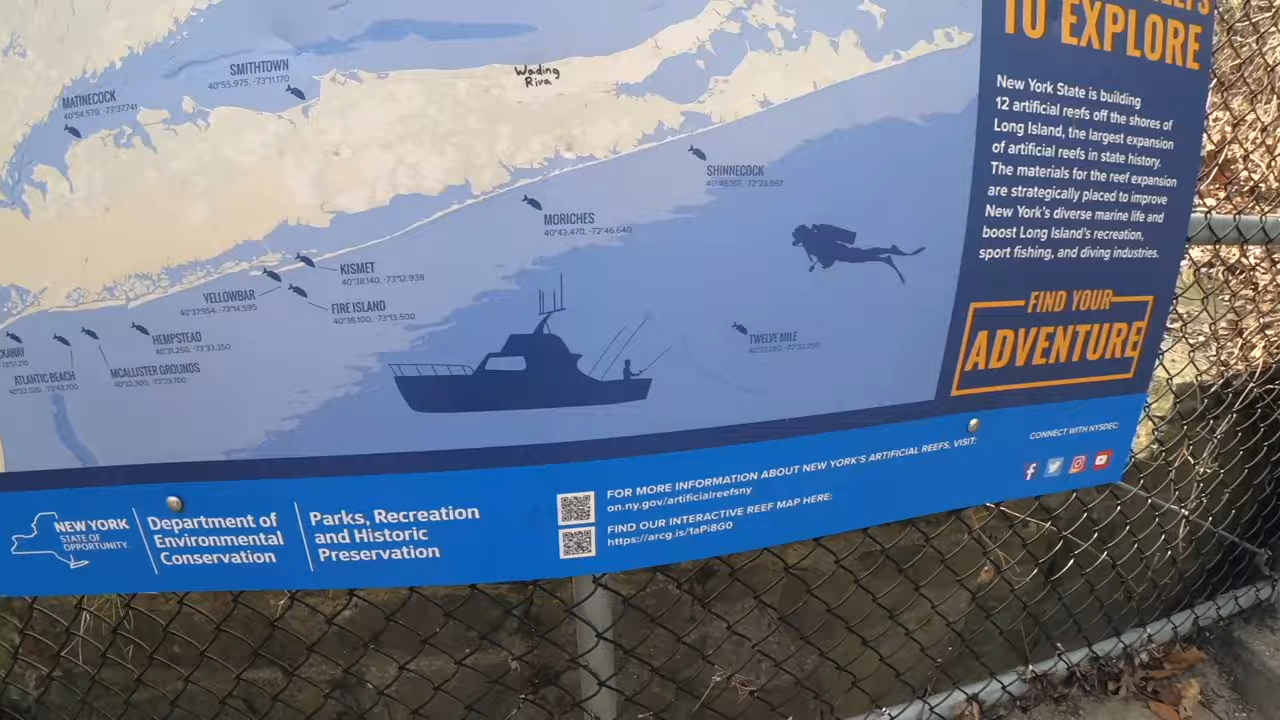 TO EXPLORE
New York State is building
12 artificial reefs off the shores of
Long Island, the largest expansion
of artificial reefs in state history.
The materials for the reef expansion
are strategically placed to improve
New York's diverse marine life and
boost Long Island's recreation,
sport fishing, and diving industries.
FIND YOUR
ADVENTURE
SMITHTOWN
40°55.975, -73°11.170
MATINECOCK
40°54.579, -73°37.741
Wading
Riva
SHINNECOCK
MORICHES
40°43.470, -72°46.640
KISMET
40°38.140, -73°12.938
YELLOWBAR
40°37.954, -73°14.595
FIRE ISLAND
40°36.100, -73°13.500
HEMPSTEAD
40°31.250, -73°33.350
MCALLISTER GROUNDS
40°32.300, -73°29.700
ATLANTIC BEACH
TWELVE MILE
NEW YORK
STATE OF
OPPORTUNITY.
Department of
Environmental
Conservation
Parks, Recreation
and Historic
Preservation
FOR MORE INFORMATION ABOUT NEW YORK'S ARTIFICIAL REEFS, VISIT:
on.ny.gov/artificialreefsny
FIND OUR INTERACTIVE REEF MAP HERE:
https://arcg.is/1aPi8G0
CONNECT WITH NYSDEC: